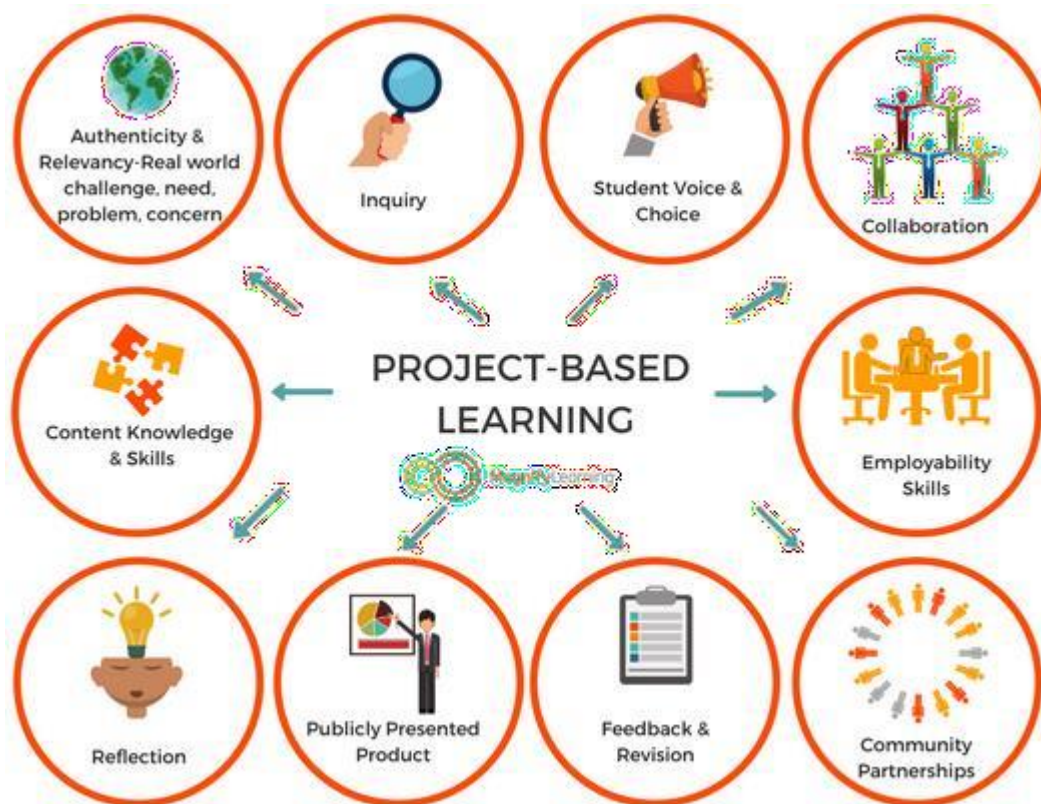 Authenticity &
Relevancy-Real world
challenge, need,
problem, concern
Inquiry
Student Voice &
Choice
Collaboration
PROJECT-BASED
LEARNING
Content Knowledge
& Skills
Employability
Skills
Reflection
Publicly Presented
Product
Feedback &
Revision
Community
Partnerships